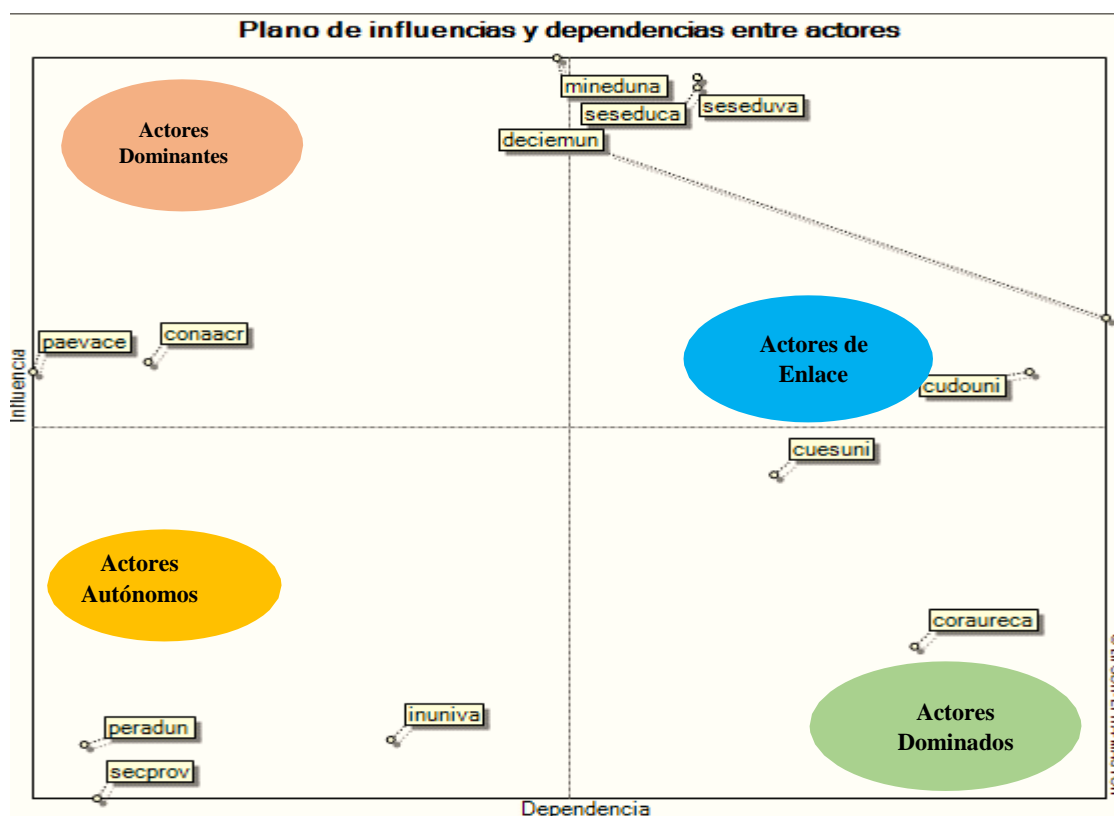 Plano de influencias y dependencias entre actores
Actores
Dominantes
mineduna
seseduca
seseduva
deciemun
paevace
conaacr
Influencia
Actores de
Enlace
cudouni
cuesuni
Actores
Autónomos
coraureca
peradun
inuniva
Actores
Dominados
secprov
Dependencia